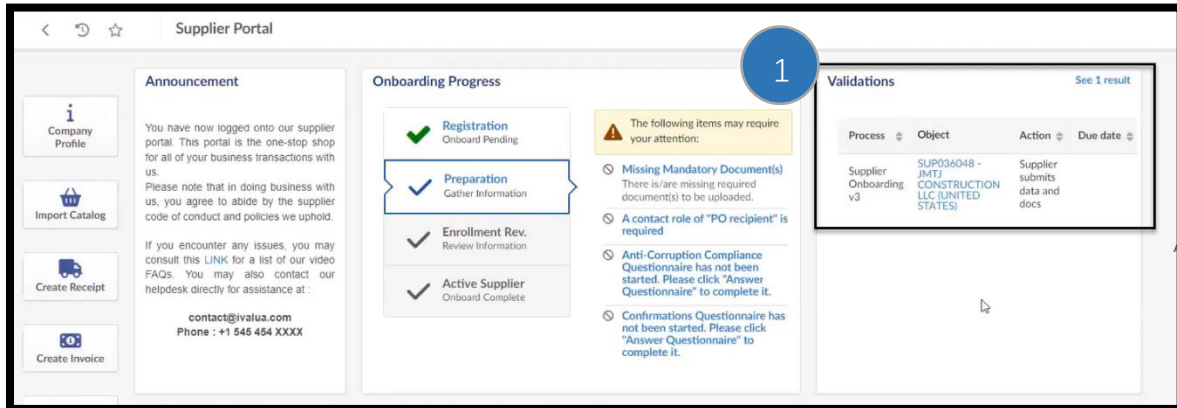 Supplier Portal
1
i
Company
Profile
Import Catalog
Create Receipt
Create Invoice
Announcement
You have now logged onto our supplier
portal. This portal is the one-stop shop
for all of your business transactions with
us.
Please note that in doing business with
us, you agree to abide by the supplier
code of conduct and policies we uphold.
If you encounter any issues, you may
consult this LINK for a list of our video
FAQs. You may also contact our
helpdesk directly for assistance at :
contact@ivalua.com
Phone : +1 545 454 XXXX
Onboarding Progress
Registration
Onboard Pending
Preparation
Gather Information
Enrollment Rev.
Review Information
Active Supplier
Onboard Complete
The following items may require
your attention:
Missing Mandatory Document(s)
There is/are missing required
document(s) to be uploaded.
A contact role of "PO recipient" is
required
Anti-Corruption Compliance
Questionnaire has not been
started. Please click "Answer
Questionnaire" to complete it.
Confirmations Questionnaire has
not been started. Please click
"Answer Questionnaire" to
complete it.
Validations See 1 result
Process Object Action Due date
Supplier
Onboarding
v3
SUP036048 -
JMTJ
CONSTRUCTION
LLC (UNITED
STATES)
Supplier
submits
data and
docs